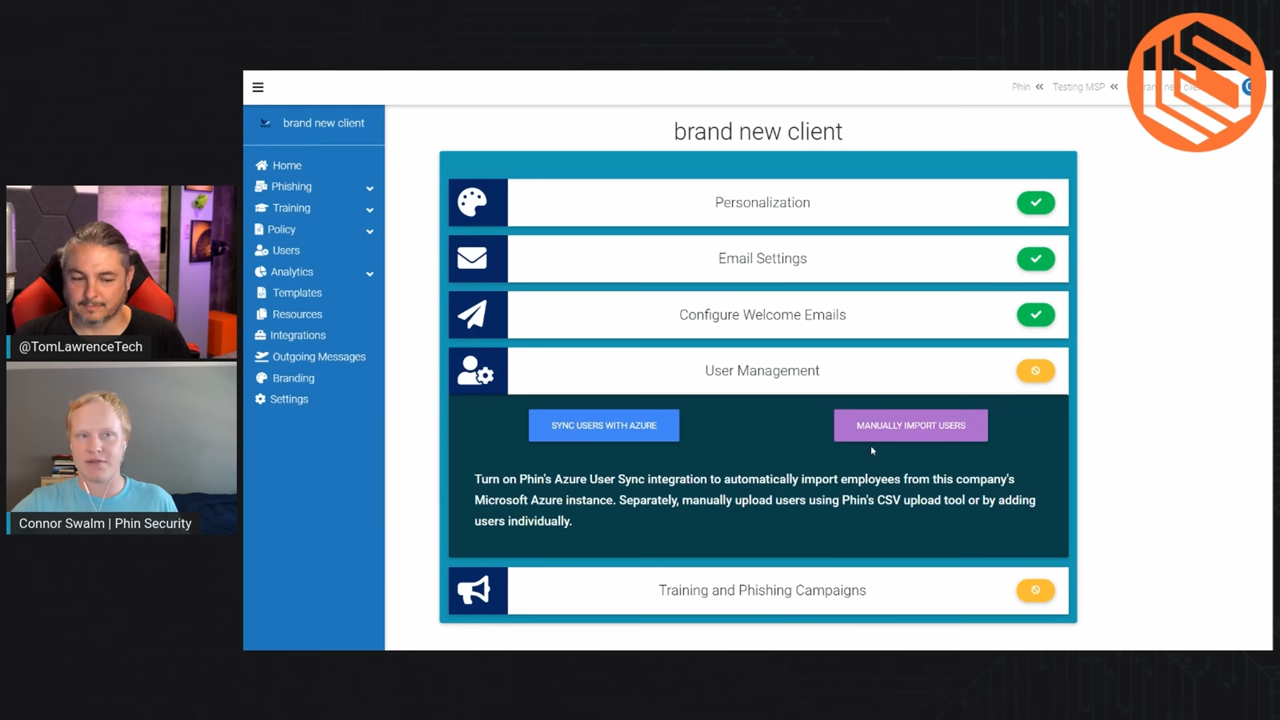 Phin « Testing MSP «
brand new client
brand new client
Home
Phishing
Training
Policy
Users
Analytics
Templates
Resources
Integrations
Outgoing Messages
Branding
Settings
Personalization
Email Settings
Configure Welcome Emails
User Management
SYNC USERS WITH AZURE
MANUALLY IMPORT USERS
Turn on Phin's Azure User Sync integration to automatically import employees from this company's
Microsoft Azure instance. Separately, manually upload users using Phin's CSV upload tool or by adding
users individually.
Training and Phishing Campaigns
@TomLawrenceTech
Connor Swalm | Phin Security